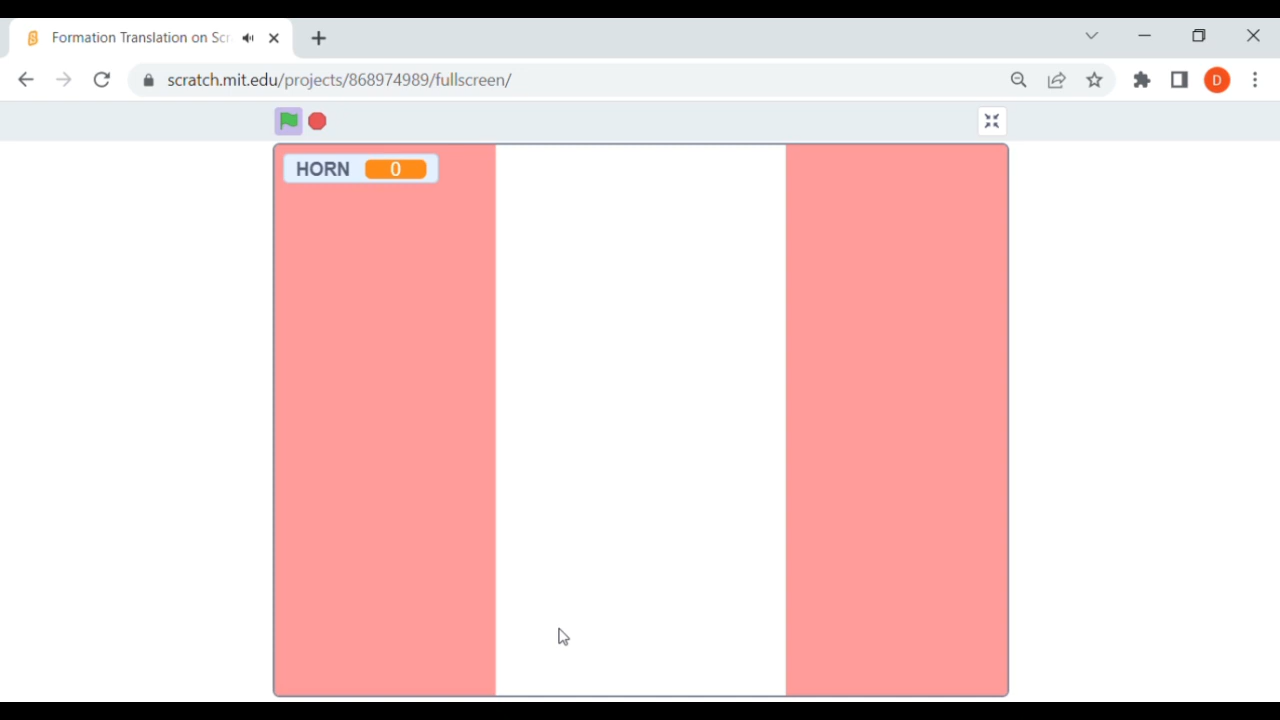 Formation Translation on Scr
scratch.mit.edu/projects/868974989/fullscreen/
D
HORN 0